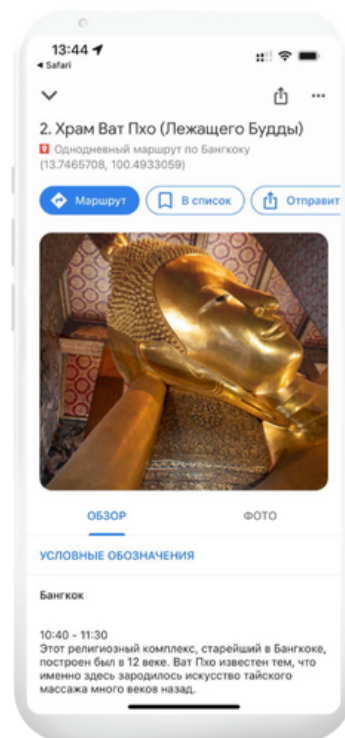 13:44
Safari
2. Храм Ват Пхо (Лежащего Будды)
Однодневный маршрут по Бангкоку
(13.7465708, 100.4933059)
Маршрут
В список
Отправит
ОБЗОР
ФОТО
УСЛОВНЫЕ ОБОЗНАЧЕНИЯ
Бангкок
10:40 - 11:30
Этот религиозный комплекс, старейший в Бангкоке,
построен был в 12 веке. Ват Пхо известен тем, что
именно здесь зародилось искусство тайского
массажа много веков назад.